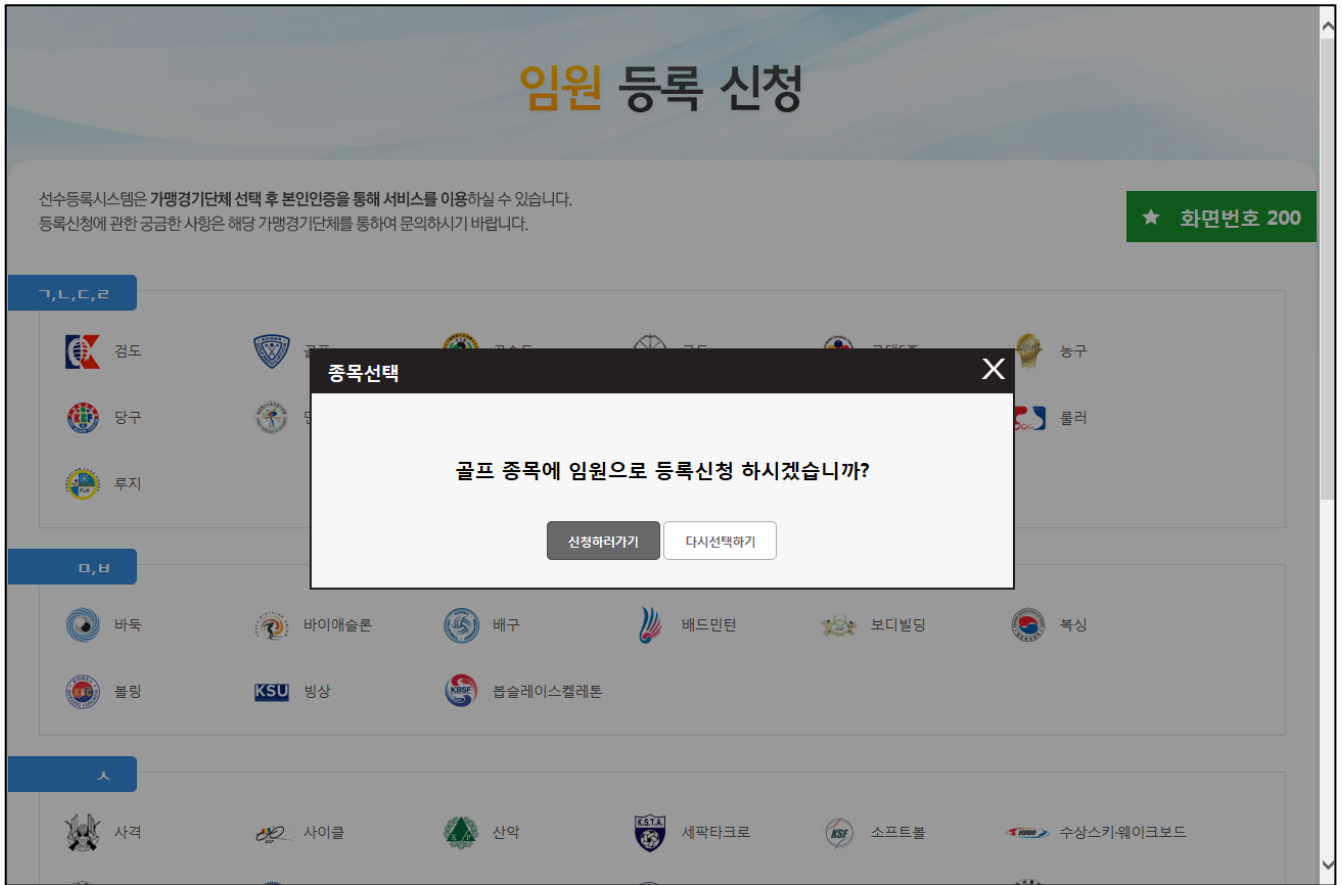 임원 등록 신청
선수등록시스템은 가맹경기단체 선택 후 본인인증을 통해 서비스를 이용하실 수 있습니다.
등록신청에 관한 궁금한 사항은 해당 가맹경기단체를 통하여 문의하시기 바랍니다.
★ 화면번호 200
ㄱ,ㄴ,ㄷ,ㄹ
검도
농구
종목선택 X
당구
롤러
골프 종목에 임원으로 등록신청 하시겠습니까?
루지
신청하러가기 다시선택하기
ㅁ,ㅂ
바둑 바이애슬론 배구 배드민턴 보디빌딩 복싱
볼링 KSU 빙상 KBSF 봅슬레이스켈레톤
ㅅ
사격 사이클 산악 K.S.T.A. 세팍타크로 KSF 소프트볼 수상스키·웨이크보드